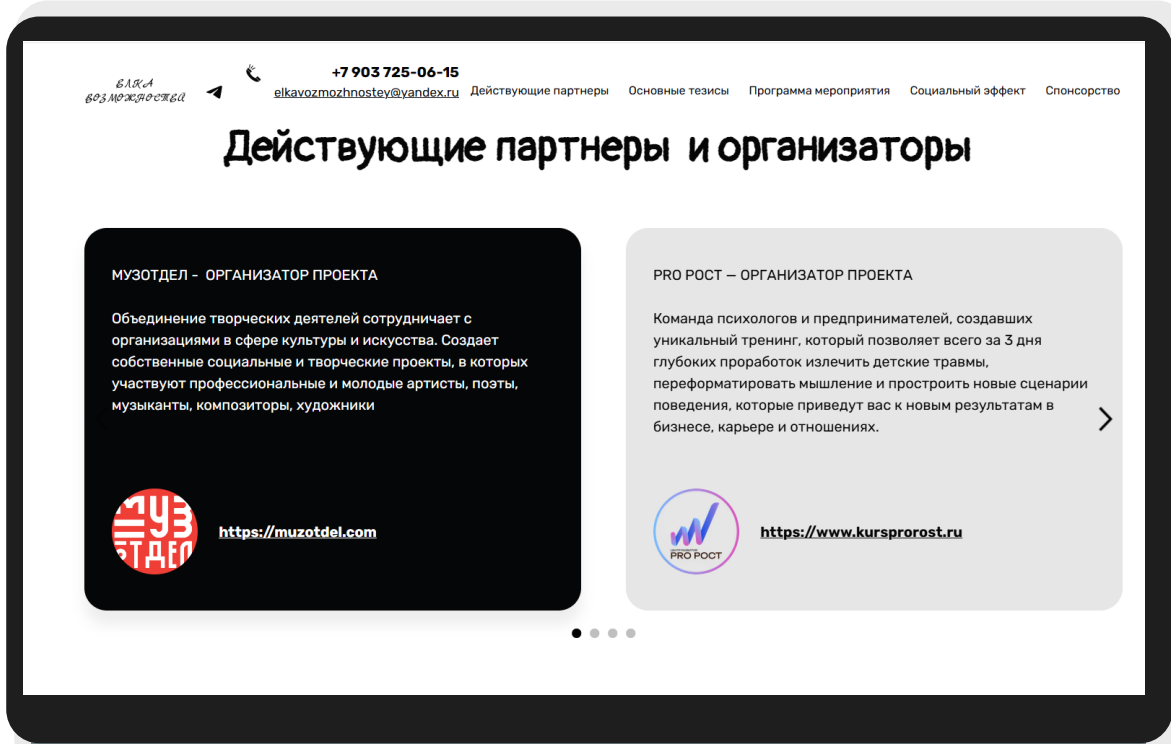 ЕЛКА
ВОЗМОЖНОСТЕЙ
+7 903 725-06-15
elkavozmozhnostey@yandex.ru
Действующие партнеры Основные тезисы Программа мероприятия Социальный эффект Спонсорство
Действующие партнеры и организаторы
МУЗОТДЕЛ - ОРГАНИЗАТОР ПРОЕКТА
Объединение творческих деятелей сотрудничает с
организациями в сфере культуры и искусства. Создает
собственные социальные и творческие проекты, в которых
участвуют профессиональные и молодые артисты, поэты,
музыканты, композиторы, художники
МУЗ
ОТДЕЛ
https://muzotdel.com
PRO РОСТ — ОРГАНИЗАТОР ПРОЕКТА
Команда психологов и предпринимателей, создавших
уникальный тренинг, который позволяет всего за 3 дня
глубоких проработок излечить детские травмы,
переформатировать мышление и простроить новые сценарии
поведения, которые приведут вас к новым результатам в
бизнесе, карьере и отношениях.
PRO РОСТ
https://www.kursprorost.ru